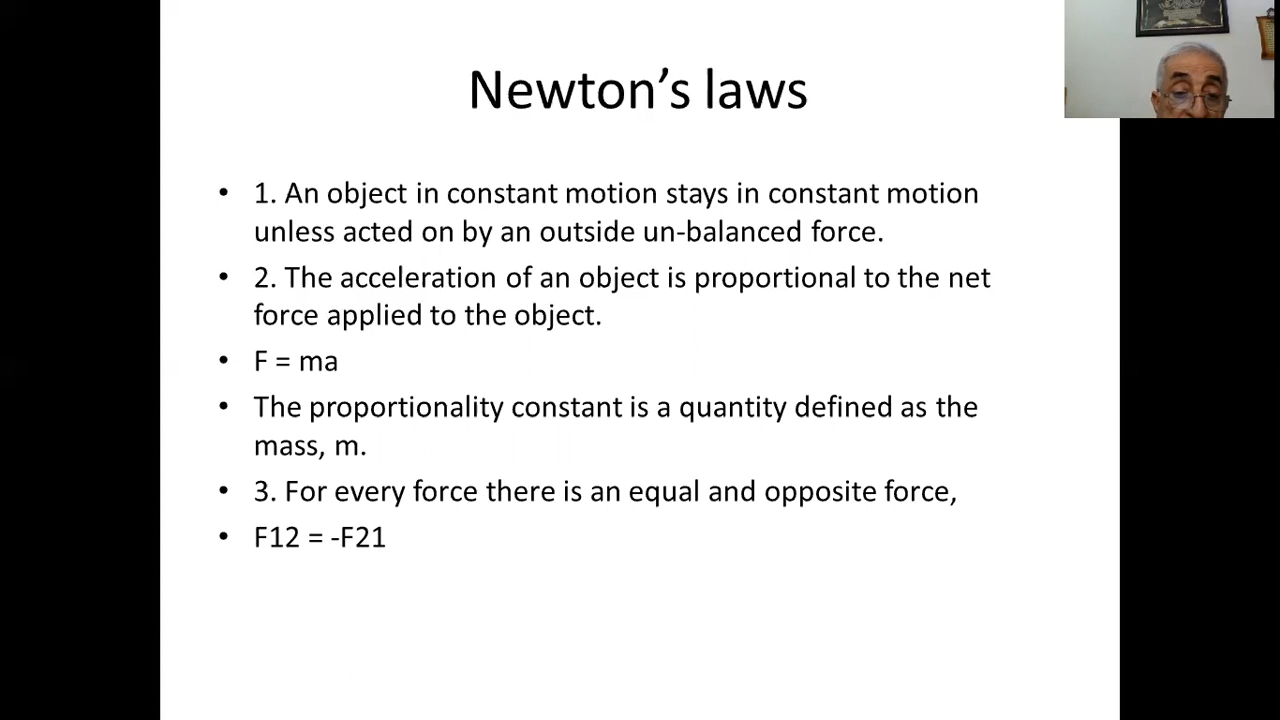 Newton’s laws
• 1. An object in constant motion stays in constant motion
unless acted on by an outside un-balanced force.
• 2. The acceleration of an object is proportional to the net
force applied to the object.
• F = ma
• The proportionality constant is a quantity defined as the
mass, m.
• 3. For every force there is an equal and opposite force,
• F12 = -F21